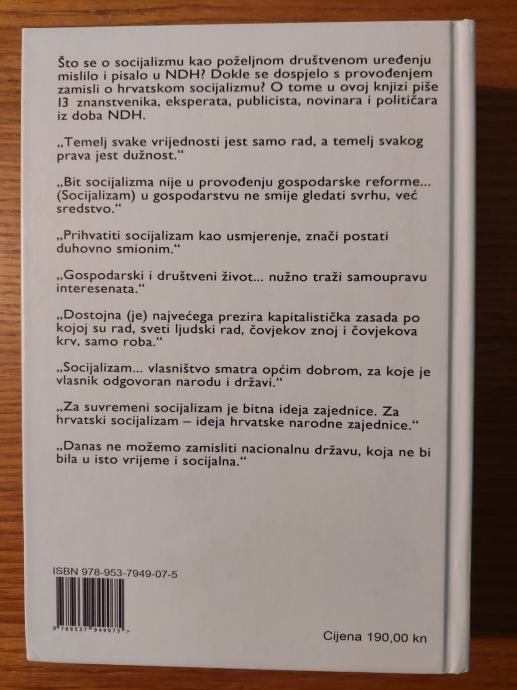 Što se o socijalizmu kao poželjnom društvenom uređenju
mislilo i pisalo u NDH? Dokle se dospjelo s provođenjem
zamisli o hrvatskom socijalizmu? O tome u ovoj knjizi piše
13 znanstvenika, eksperata, publicista, novinara i političara
iz doba NDH.
„Temelj svake vrijednosti jest samo rad, a temelj svakog
prava jest dužnost.“
„Bit socijalizma nije u provođenju gospodarske reforme...
(Socijalizam) u gospodarstvu ne smije gledati svrhu, već
sredstvo.“
„Prihvatiti socijalizam kao usmjerenje, znači postati
duhovno smionim.“
„Gospodarski i društveni život... nužno traži samoupravu
interesenata.“
„Dostojna (je) najvećega prezira kapitalistička zasada po
kojoj su rad, sveti ljudski rad, čovjekov znoj i čovjekova
krv, samo roba.“
„Socijalizam... vlasništvo smatra općim dobrom, za koje je
vlasnik odgovoran narodu i državi.“
„Za suvremeni socijalizam je bitna ideja zajednice. Za
hrvatski socijalizam – ideja hrvatske narodne zajednice.“
„Danas ne možemo zamisliti nacionalnu državu, koja ne bi
bila u isto vrijeme i socijalna.“
ISBN 978-953-7949-07-5
9 789537 949075 >
Cijena 190,00 kn